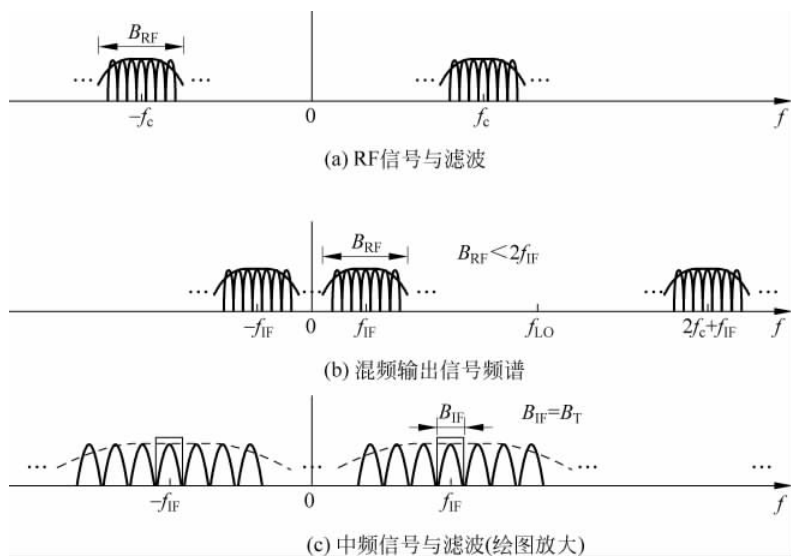 B_RF
··· ··· ··· ···
-f_c 0 f_c f
(a) RF信号与滤波
B_RF B_RF<2f_IF
··· ··· ··· ··· ···
-f_IF 0 f_IF f_LO 2f_c+f_IF f
(b) 混频输出信号频谱
B_IF B_IF=B_T
··· ··· ··· ···
-f_IF 0 f_IF f
(c) 中频信号与滤波(绘图放大)